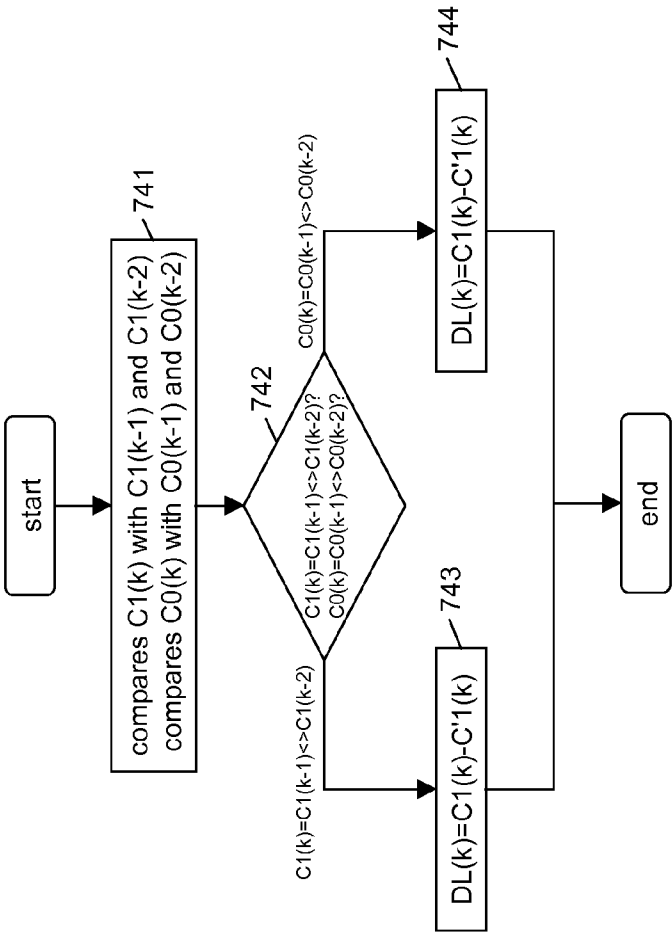 start
741
compares C1(k) with C1(k-1) and C1(k-2)
compares C0(k) with C0(k-1) and C0(k-2)
742
C1(k)=C1(k-1)<>C1(k-2)?
C0(k)=C0(k-1)<>C0(k-2)?
C1(k)=C1(k-1)<>C1(k-2)
C0(k)=C0(k-1)<>C0(k-2)
743
DL(k)=C1(k)-C'1(k)
744
DL(k)=C1(k)-C'1(k)
end